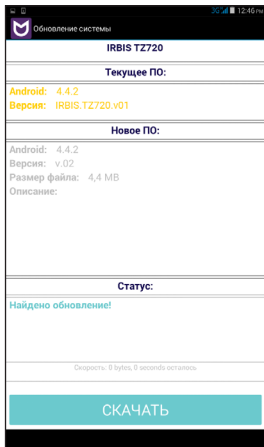 3G 12:46 PM
Обновление системы
IRBIS TZ720
Текущее ПО:
Android: 4.4.2
Версия: IRBIS,TZ720.v01
Новое ПО:
Android: 4.4.2
Версия: v.02
Размер файла: 4,4 MB
Описание:
Статус:
Найдено обновление!
Скорость: 0 bytes, 0 seconds осталось
СКАЧАТЬ